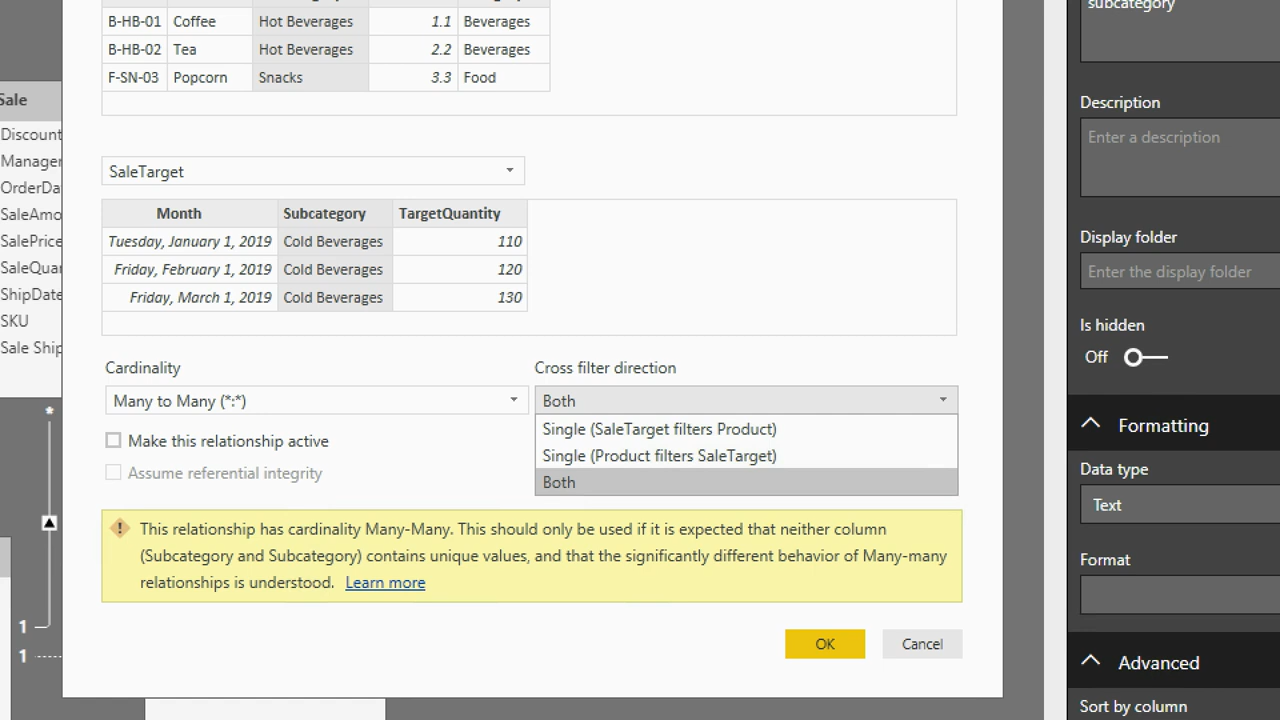 subcategory
B-HB-01 Coffee Hot Beverages 1.1 Beverages
B-HB-02 Tea Hot Beverages 2.2 Beverages
F-SN-03 Popcorn Snacks 3.3 Food
Sale
Discount
Manager
OrderDa
SaleAmo
SalePrice
SaleQuan
ShipDate
SKU
Sale Ship
*
1
1
SaleTarget
Month Subcategory TargetQuantity
Tuesday, January 1, 2019 Cold Beverages 110
Friday, February 1, 2019 Cold Beverages 120
Friday, March 1, 2019 Cold Beverages 130
Cardinality
Many to Many (*:*)
Make this relationship active
Assume referential integrity
Cross filter direction
Both
Single (SaleTarget filters Product)
Single (Product filters SaleTarget)
Both
This relationship has cardinality Many-Many. This should only be used if it is expected that neither column
(Subcategory and Subcategory) contains unique values, and that the significantly different behavior of Many-many
relationships is understood. Learn more
OK Cancel
Description
Enter a description
Display folder
Enter the display folder
Is hidden
Off
Formatting
Data type
Text
Format
Advanced
Sort by column